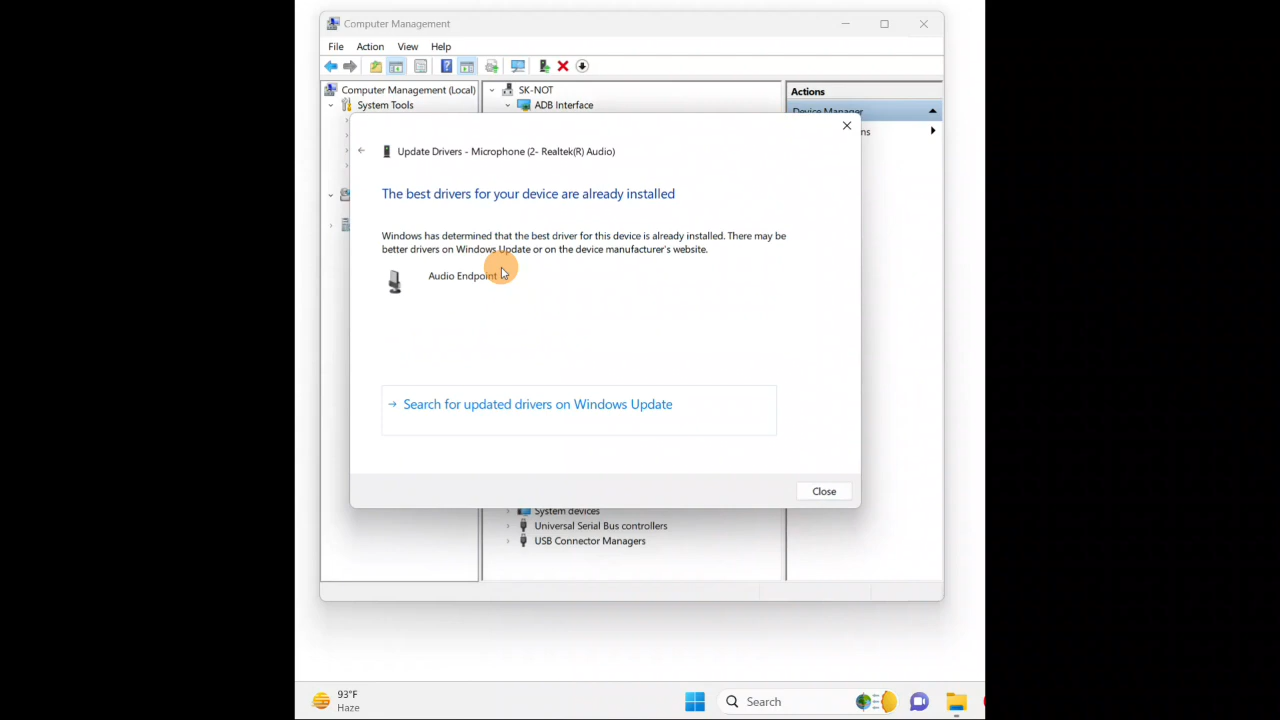 Computer Management
File Action View Help
Computer Management (Local)
System Tools
SK-NOT
ADB Interface
Actions
Device Manager
ns
Update Drivers - Microphone (2- Realtek(R) Audio)
The best drivers for your device are already installed
Windows has determined that the best driver for this device is already installed. There may be
better drivers on Windows Update or on the device manufacturer's website.
Audio Endpoint
Search for updated drivers on Windows Update
Close
System devices
Universal Serial Bus controllers
USB Connector Managers
93°F
Haze
Search